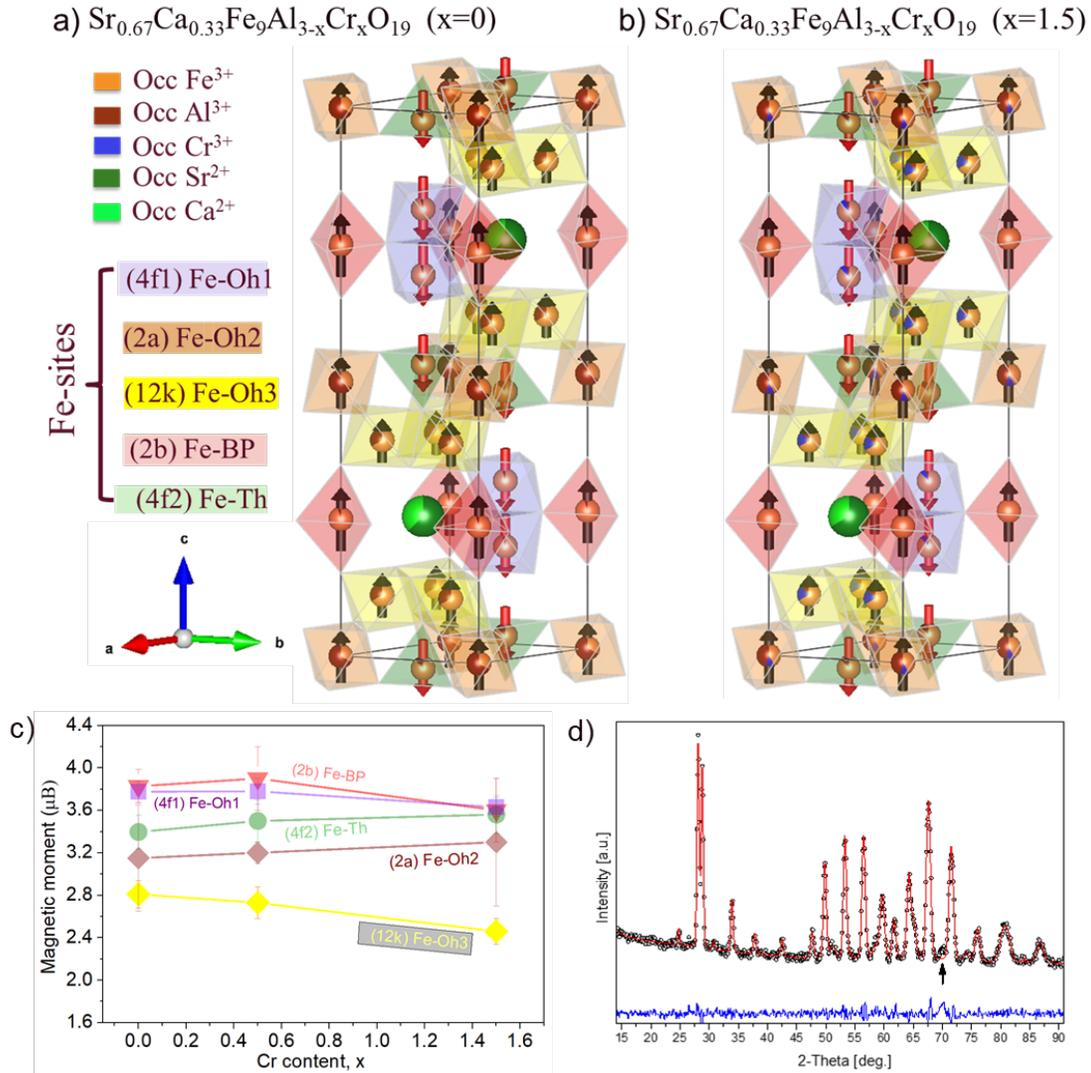 a) Sr0.67Ca0.33Fe9Al3-xCrxO19 (x=0)
b) Sr0.67Ca0.33Fe9Al3-xCrxO19 (x=1.5)
Occ Fe3+
Occ Al3+
Occ Cr3+
Occ Sr2+
Occ Ca2+
Fe-sites
(4f1) Fe-Oh1
(2a) Fe-Oh2
(12k) Fe-Oh3
(2b) Fe-BP
(4f2) Fe-Th
c
a
b
c)
Magnetic moment (μB)
4.4
4.0
3.6
3.2
2.8
2.4
2.0
1.6
(2b) Fe-BP
(4f1) Fe-Oh1
(4f2) Fe-Th
(2a) Fe-Oh2
(12k) Fe-Oh3
0.0 0.2 0.4 0.6 0.8 1.0 1.2 1.4 1.6
Cr content, x
d)
Intensity [a.u.]
15 20 25 30 35 40 45 50 55 60 65 70 75 80 85 90
2-Theta [deg.]